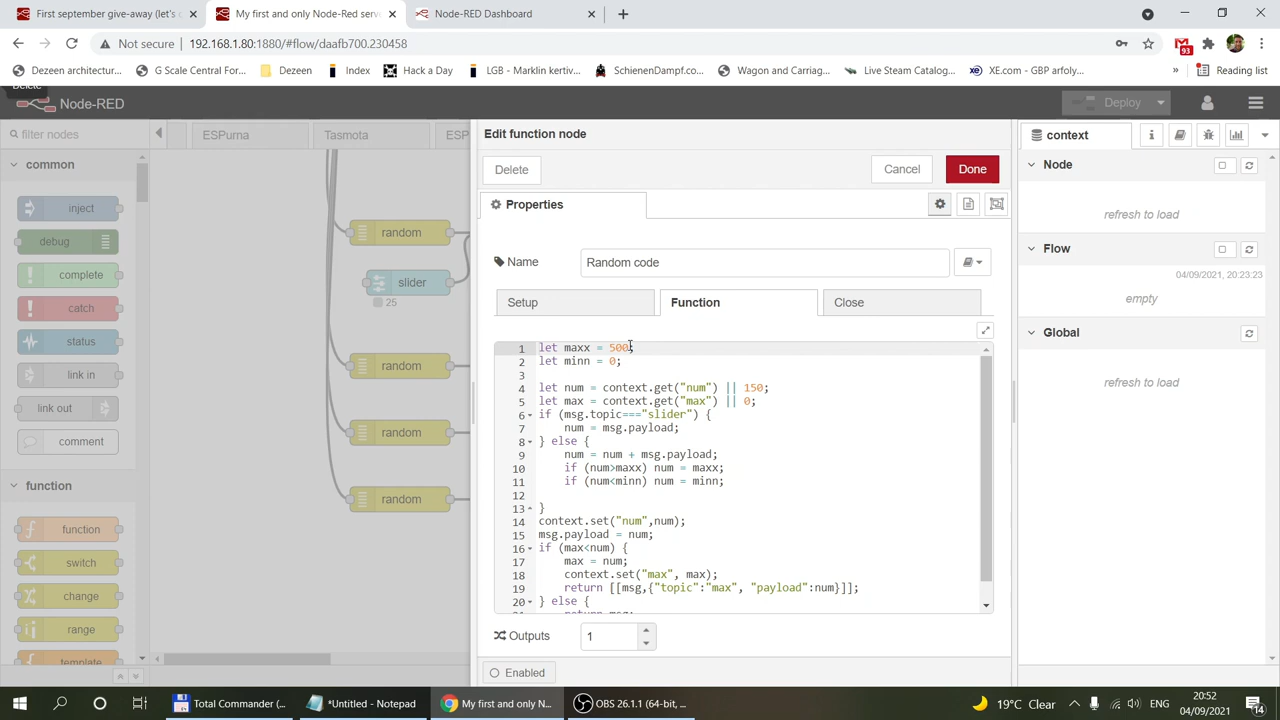 First september give-away (let's c
My first and only Node-Red serve
Node-RED Dashboard
Not secure
192.168.1.80:1880/#flow/daafb700.230458
93
Dezeen architectur...
G Scale Central For...
Dezeen
Index
Hack a Day
LGB - Marklin kertiv...
SchienenDampf.com...
Wagon and Carriag...
Live Steam Catalog...
XE.com - GBP arfoly...
»
Reading list
Delete
Node-RED
Deploy
filter nodes
ESPurna
Tasmota
ESP
Edit function node
context
common
Delete
Cancel
Done
Node
inject
Properties
refresh to load
debug
random
Flow
complete
slider
Name
Random code
04/09/2021, 20:23:23
catch
25
Setup
Function
Close
empty
status
Global
link in
random
refresh to load
link out
comment
random
function
random
function
switch
change
range
template
1 let maxx = 500;
2 let minn = 0;
3
4 let num = context.get("num") || 150;
5 let max = context.get("max") || 0;
6 if (msg.topic==="slider") {
7 num = msg.payload;
8 } else {
9 num = num + msg.payload;
10 if (num>maxx) num = maxx;
11 if (num<minn) num = minn;
12
13 }
14 context.set("num",num);
15 msg.payload = num;
16 if (max<num) {
17 max = num;
18 context.set("max", max);
19 return [[msg,{"topic":"max", "payload":num}]];
20 } else {
21 return msg;
Outputs
1
Enabled
Total Commander (...
*Untitled - Notepad
My first and only N...
OBS 26.1.1 (64-bit, ...
19°C Clear
20:52
04/09/2021
14